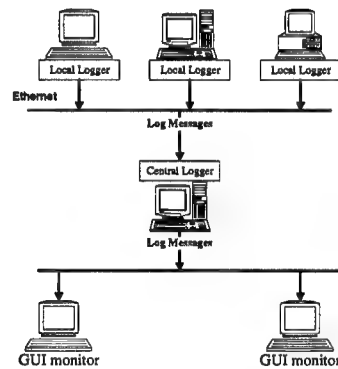 Local Logger
Local Logger
Local Logger
Ethernet
Log Messages
Central Logger
Log Messages
GUI monitor
GUI monitor